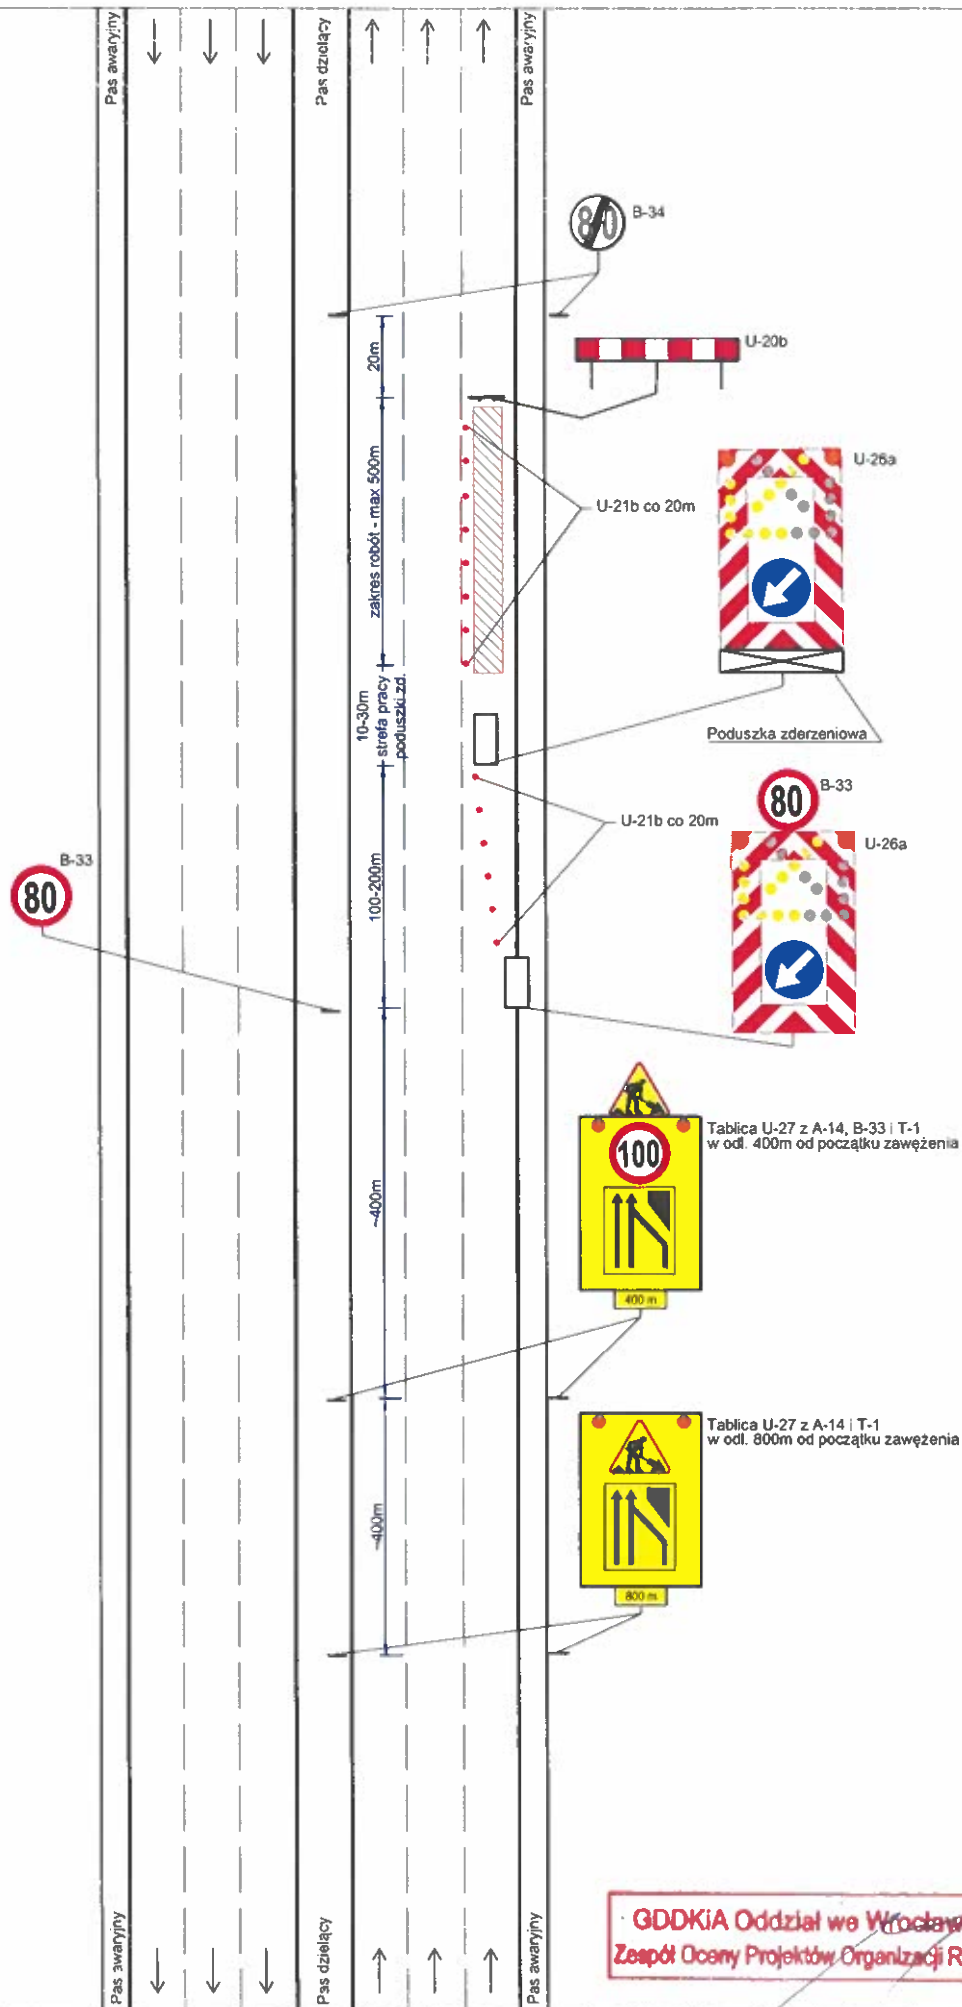 Pas awaryjny
Pas dzielący
Pas awaryjny
80
B-34
20m
U-20b
zakres robót - max 500m
U-21b co 20m
U-26a
10-30m
strefa pracy
poduszki zd.
Poduszka zderzeniowa
80
B-33
U-21b co 20m
U-26a
B-33
80
100-200m
~400m
100
400 m
Tablica U-27 z A-14, B-33 i T-1
w odl. 400m od początku zawężenia
~400m
800 m
Tablica U-27 z A-14 i T-1
w odl. 800m od początku zawężenia
Pas awaryjny
Pas dzielący
Pas awaryjny
GDDKiA Oddział we Wrocław
Zespół Oceny Projektów Organizacji R